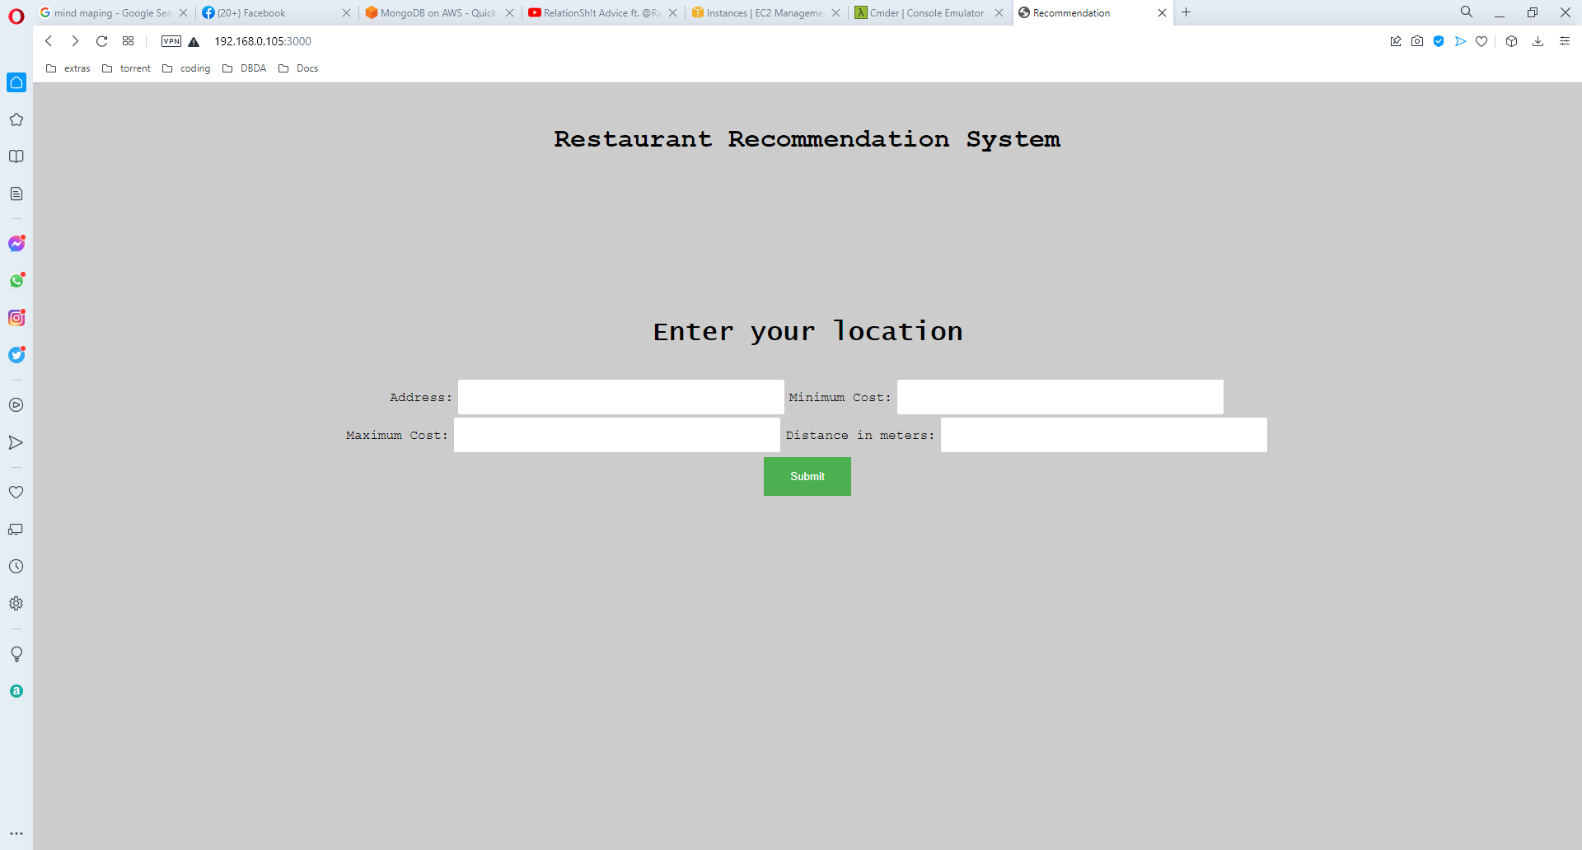 mind maping - Google Sea
(20+) Facebook
MongoDB on AWS - Quick
RelationSh!t Advice ft. @Ra
Instances | EC2 Manageme
Cmder | Console Emulator
Recommendation
VPN
192.168.0.105:3000
extras
torrent
coding
DBDA
Docs
Restaurant Recommendation System
Enter your location
Address: Minimum Cost:
Maximum Cost: Distance in meters:
Submit